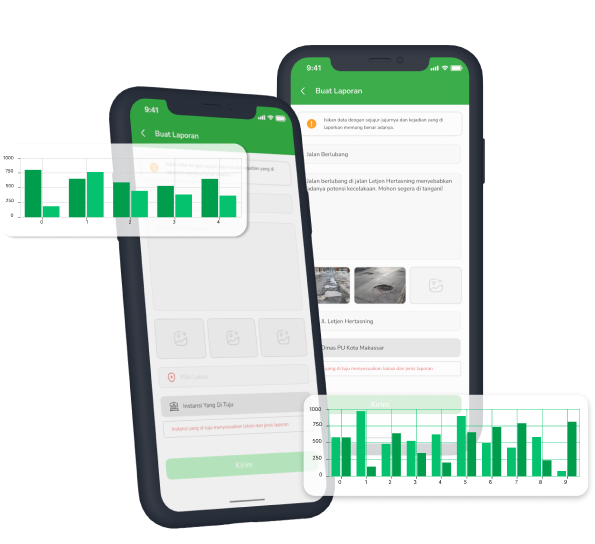 9:41
Buat Laporan
Isikan data dengan sejujur jujurnya dan kejadian yang di
laporkan memang benar adanya.
Jalan Berlubang
Jalan berlubang di jalan Letjen Hertasning menyebabkan
adanya potensi kecelakaan. Mohon segera di tangani!
Jl. Letjen Hertasning
Dinas PU Kota Makassar
yang di tuju menyesuaikan lokasi dan jenis laporan
Kirim
9:41
Buat Laporan
yang di
Pilih Lokasi
Instansi Yang Di Tuju
Instansi yang di tuju menyesuaikan lokasi dan jenis laporan
Kirim
1000
750
500
250
0
0 1 2 3 4
1000
750
500
250
0
0 1 2 3 4 5 6 7 8 9